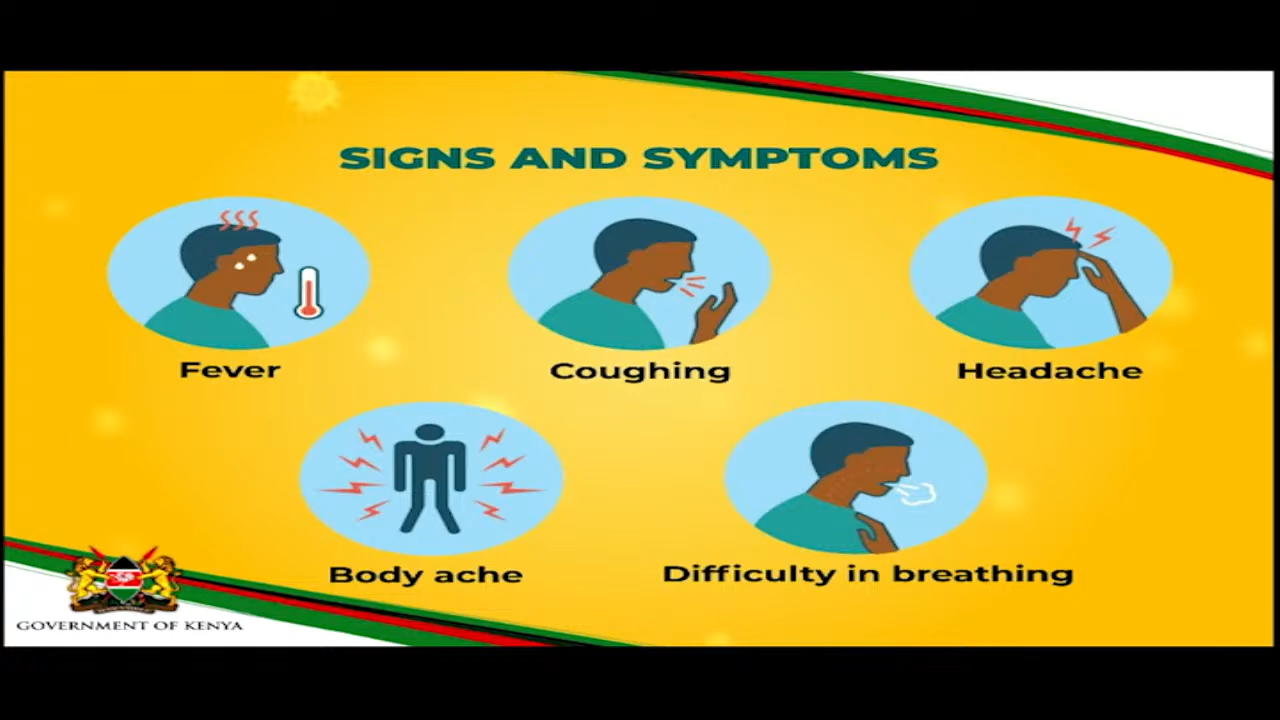 SIGNS AND SYMPTOMS
Fever
Coughing
Headache
Body ache
Difficulty in breathing
GOVERNMENT OF KENYA